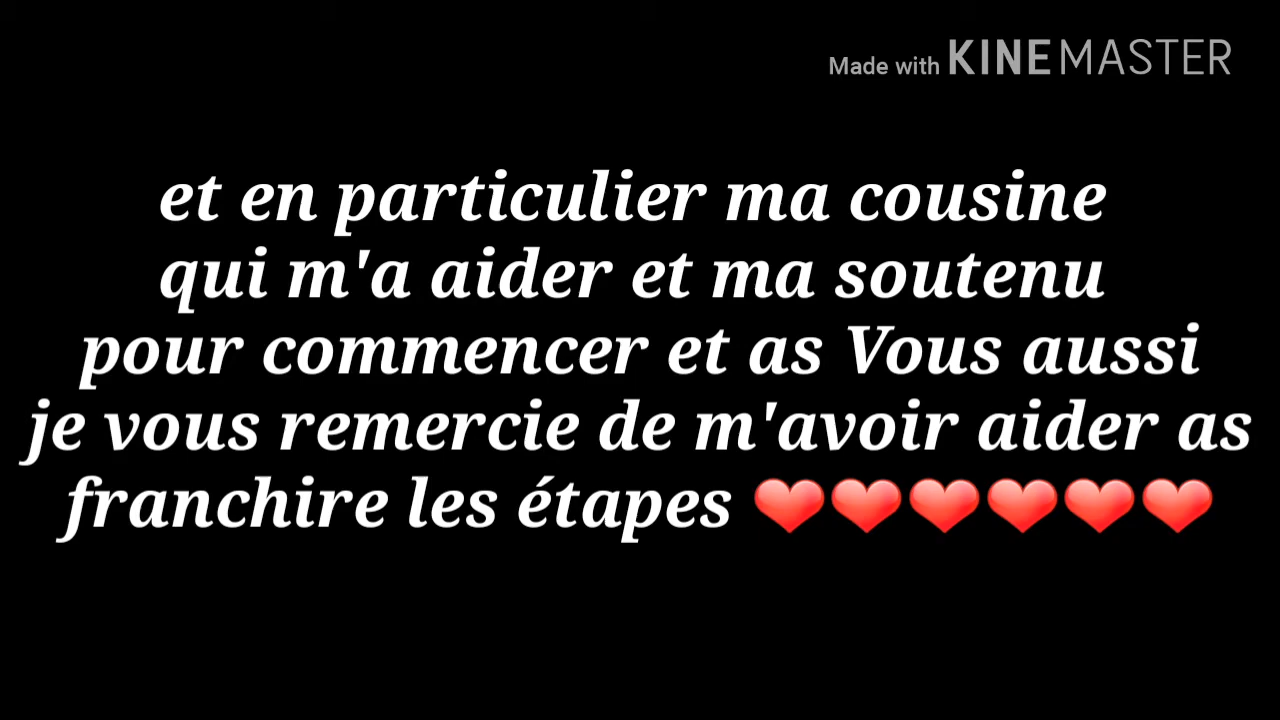 Made with KINEMASTER
et en particulier ma cousine
qui m'a aider et ma soutenu
pour commencer et as Vous aussi
je vous remercie de m'avoir aider as
franchire les étapes ❤❤❤❤❤❤